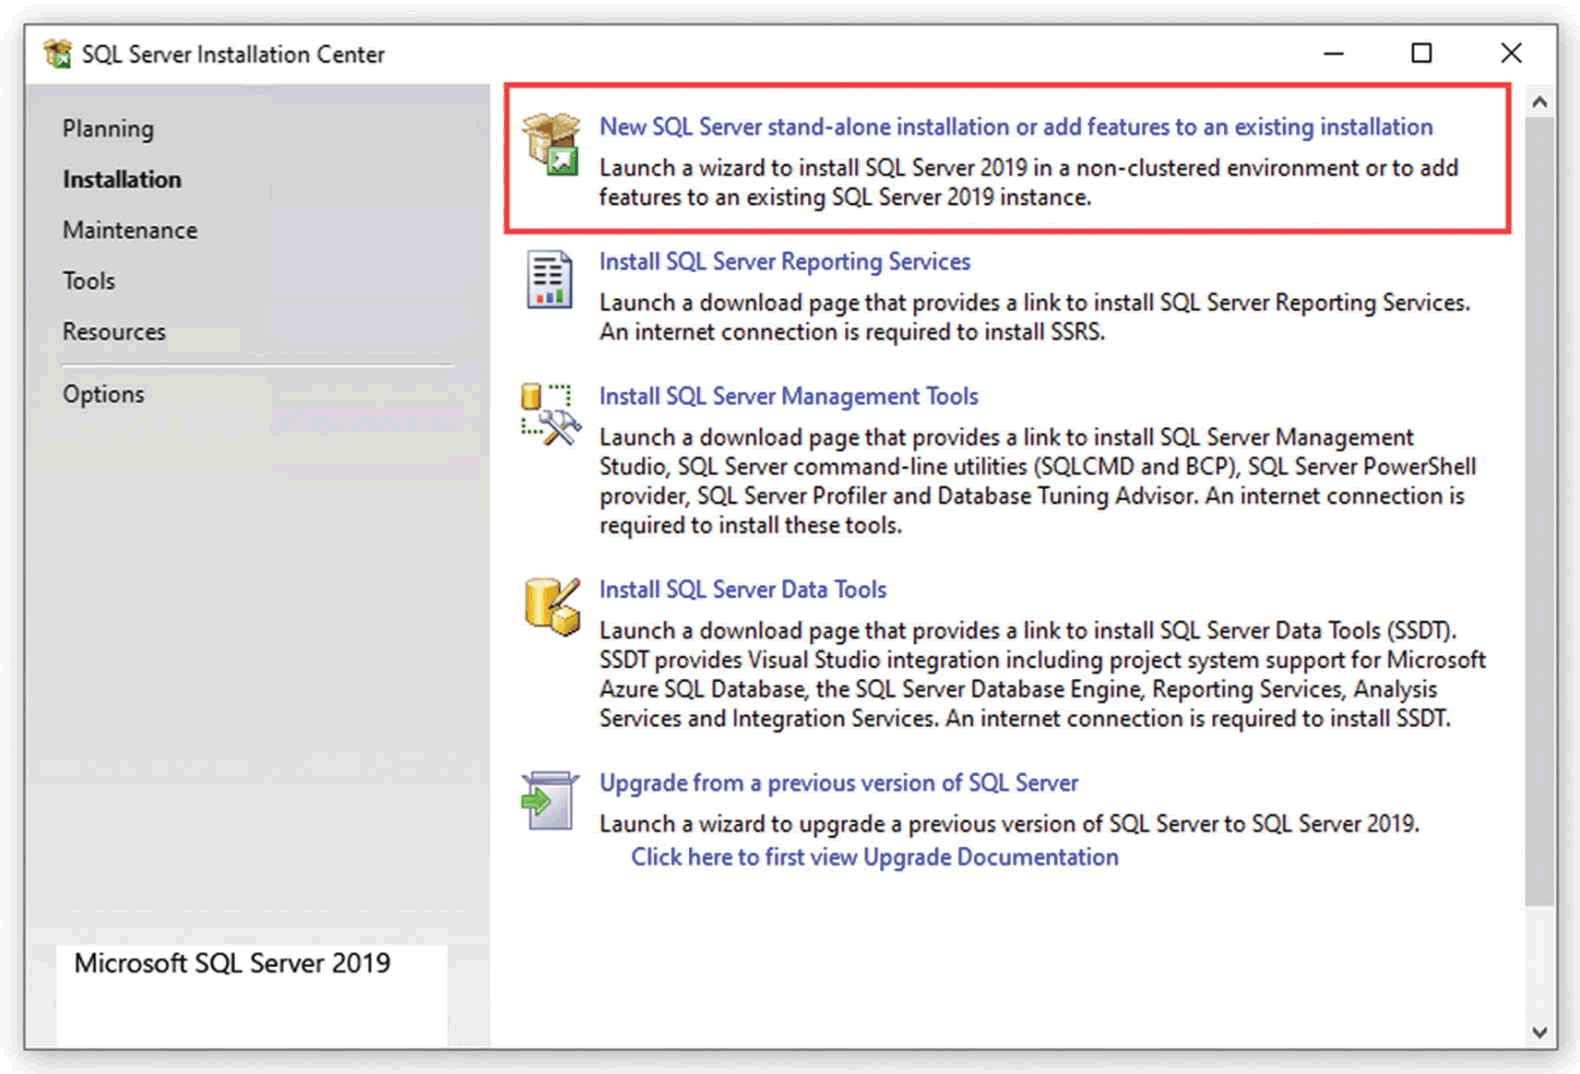 SQL Server Installation Center
Planning
Installation
Maintenance
Tools
Resources
Options
Microsoft SQL Server 2019
New SQL Server stand-alone installation or add features to an existing installation
Launch a wizard to install SQL Server 2019 in a non-clustered environment or to add
features to an existing SQL Server 2019 instance.
Install SQL Server Reporting Services
Launch a download page that provides a link to install SQL Server Reporting Services.
An internet connection is required to install SSRS.
Install SQL Server Management Tools
Launch a download page that provides a link to install SQL Server Management
Studio, SQL Server command-line utilities (SQLCMD and BCP), SQL Server PowerShell
provider, SQL Server Profiler and Database Tuning Advisor. An internet connection is
required to install these tools.
Install SQL Server Data Tools
Launch a download page that provides a link to install SQL Server Data Tools (SSDT).
SSDT provides Visual Studio integration including project system support for Microsoft
Azure SQL Database, the SQL Server Database Engine, Reporting Services, Analysis
Services and Integration Services. An internet connection is required to install SSDT.
Upgrade from a previous version of SQL Server
Launch a wizard to upgrade a previous version of SQL Server to SQL Server 2019.
Click here to first view Upgrade Documentation